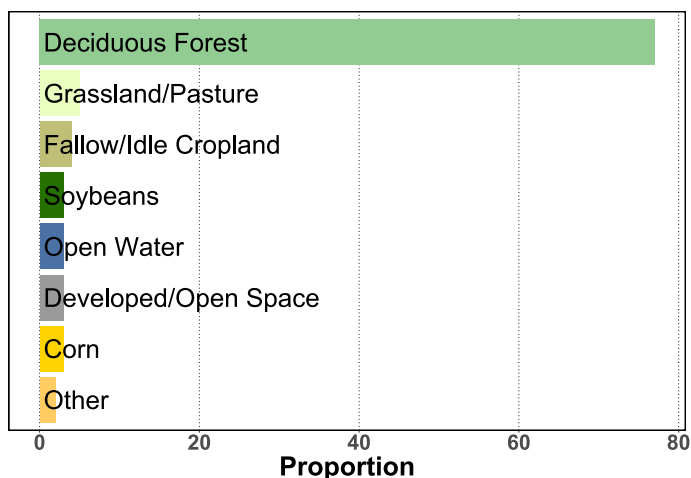 Deciduous Forest
Grassland/Pasture
Fallow/Idle Cropland
Soybeans
Open Water
Developed/Open Space
Corn
Other
0 20 40 60 80
Proportion